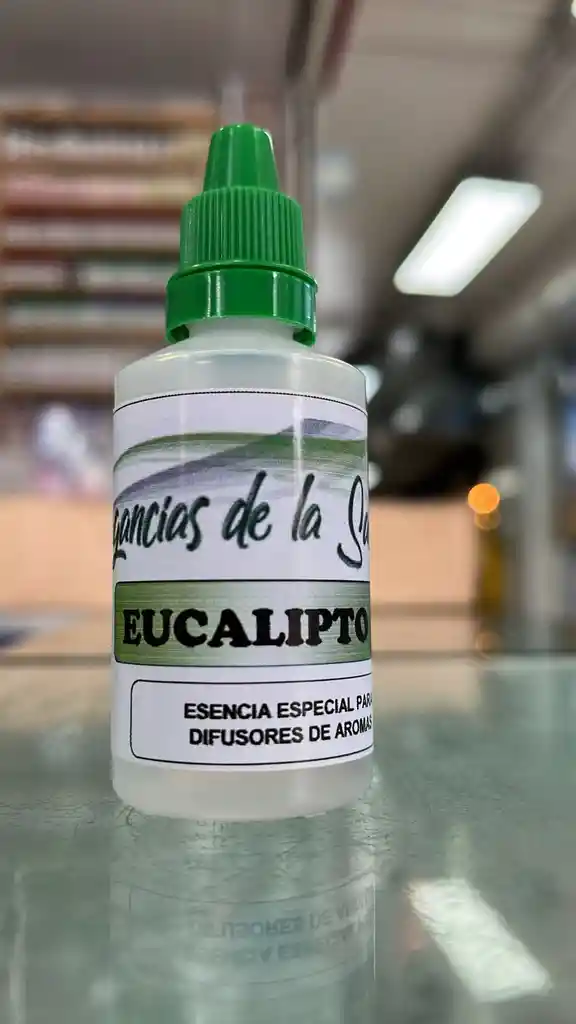 gancias de la Sa
EUCALIPTO
ESENCIA ESPECIAL PARA
DIFUSORES DE AROMAS